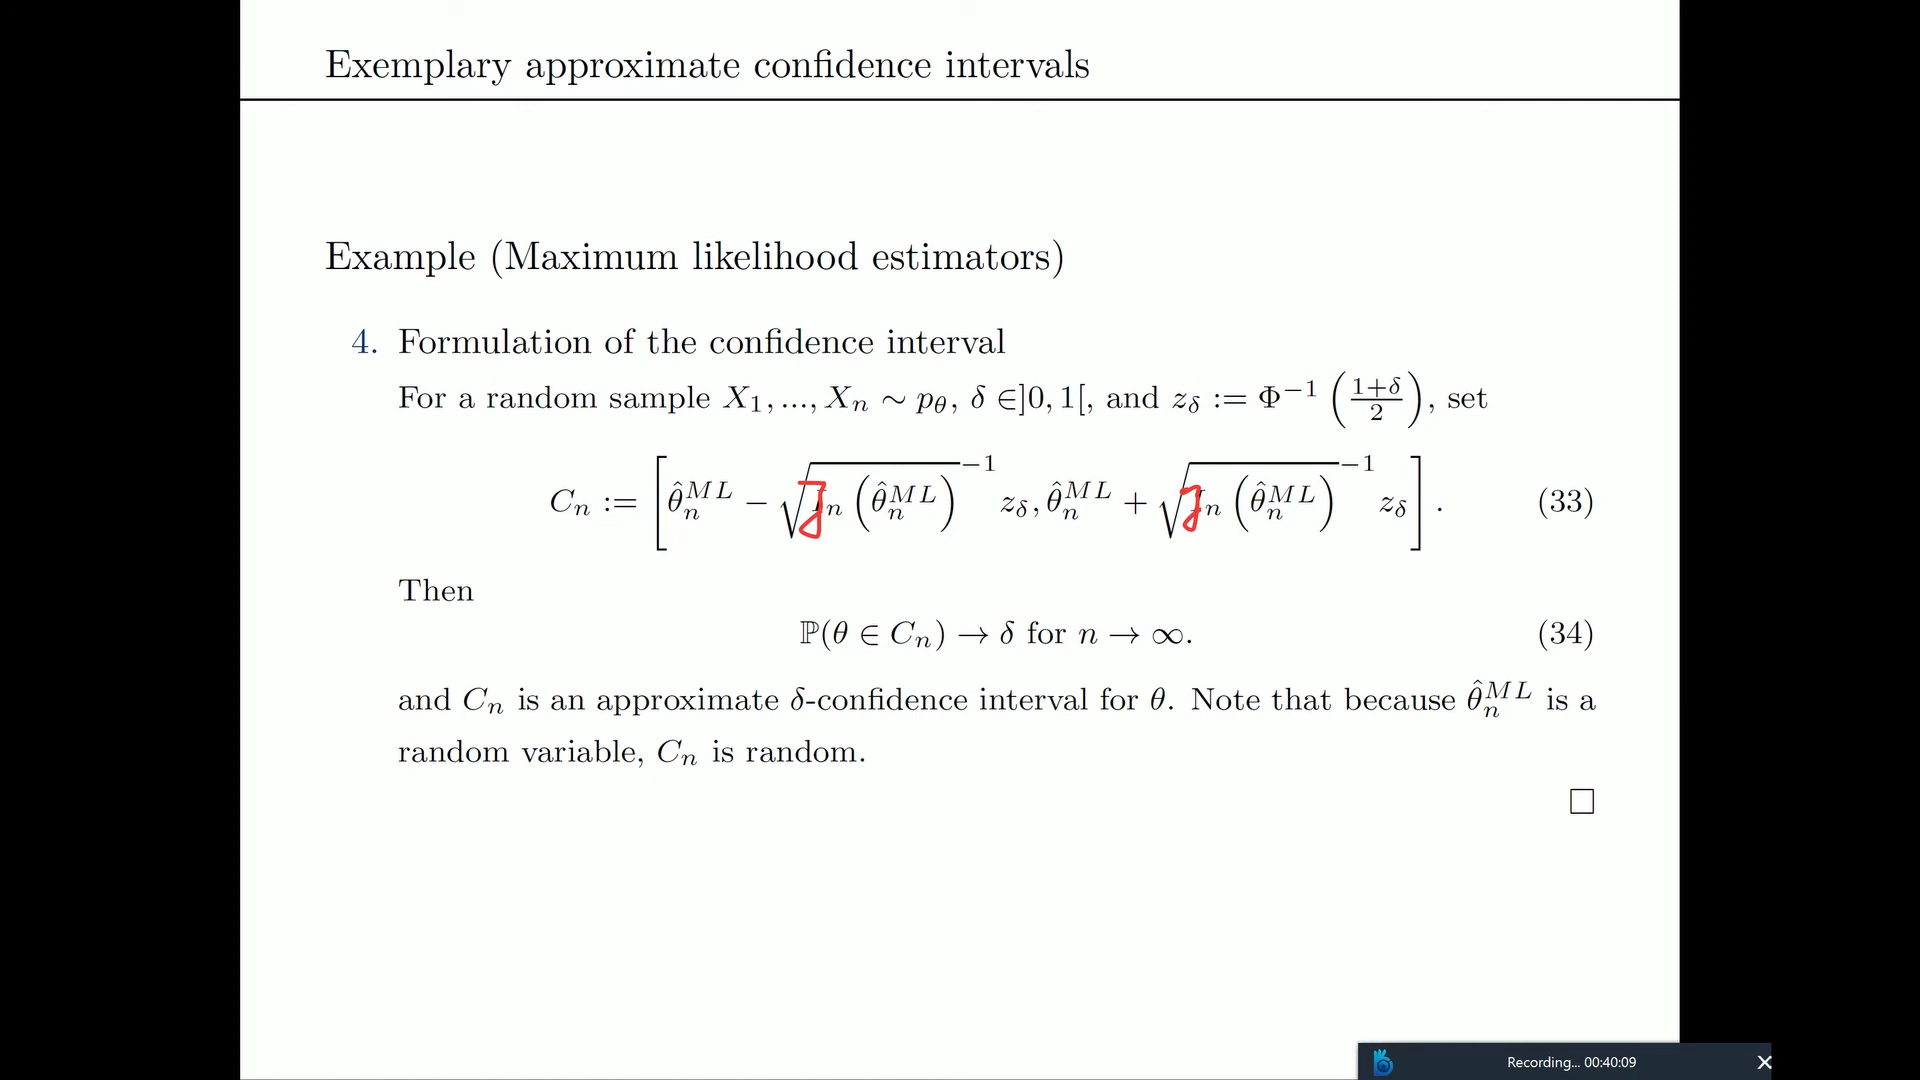 Exemplary approximate confidence intervals
Example (Maximum likelihood estimators)
4. Formulation of the confidence interval
For a random sample X₁, ..., Xₙ ∼ p_θ, δ ∈]0, 1[, and z_δ := Φ⁻¹ ((1+δ)/2), set
Cₙ := [θ̂ₙᴹᴸ − √(Jₙ(θ̂ₙᴹᴸ))⁻¹ z_δ, θ̂ₙᴹᴸ + √(Jₙ(θ̂ₙᴹᴸ))⁻¹ z_δ]. (33)
Then
ℙ(θ ∈ Cₙ) → δ for n → ∞. (34)
and Cₙ is an approximate δ-confidence interval for θ. Note that because θ̂ₙᴹᴸ is a
random variable, Cₙ is random.
Recording... 00:40:09